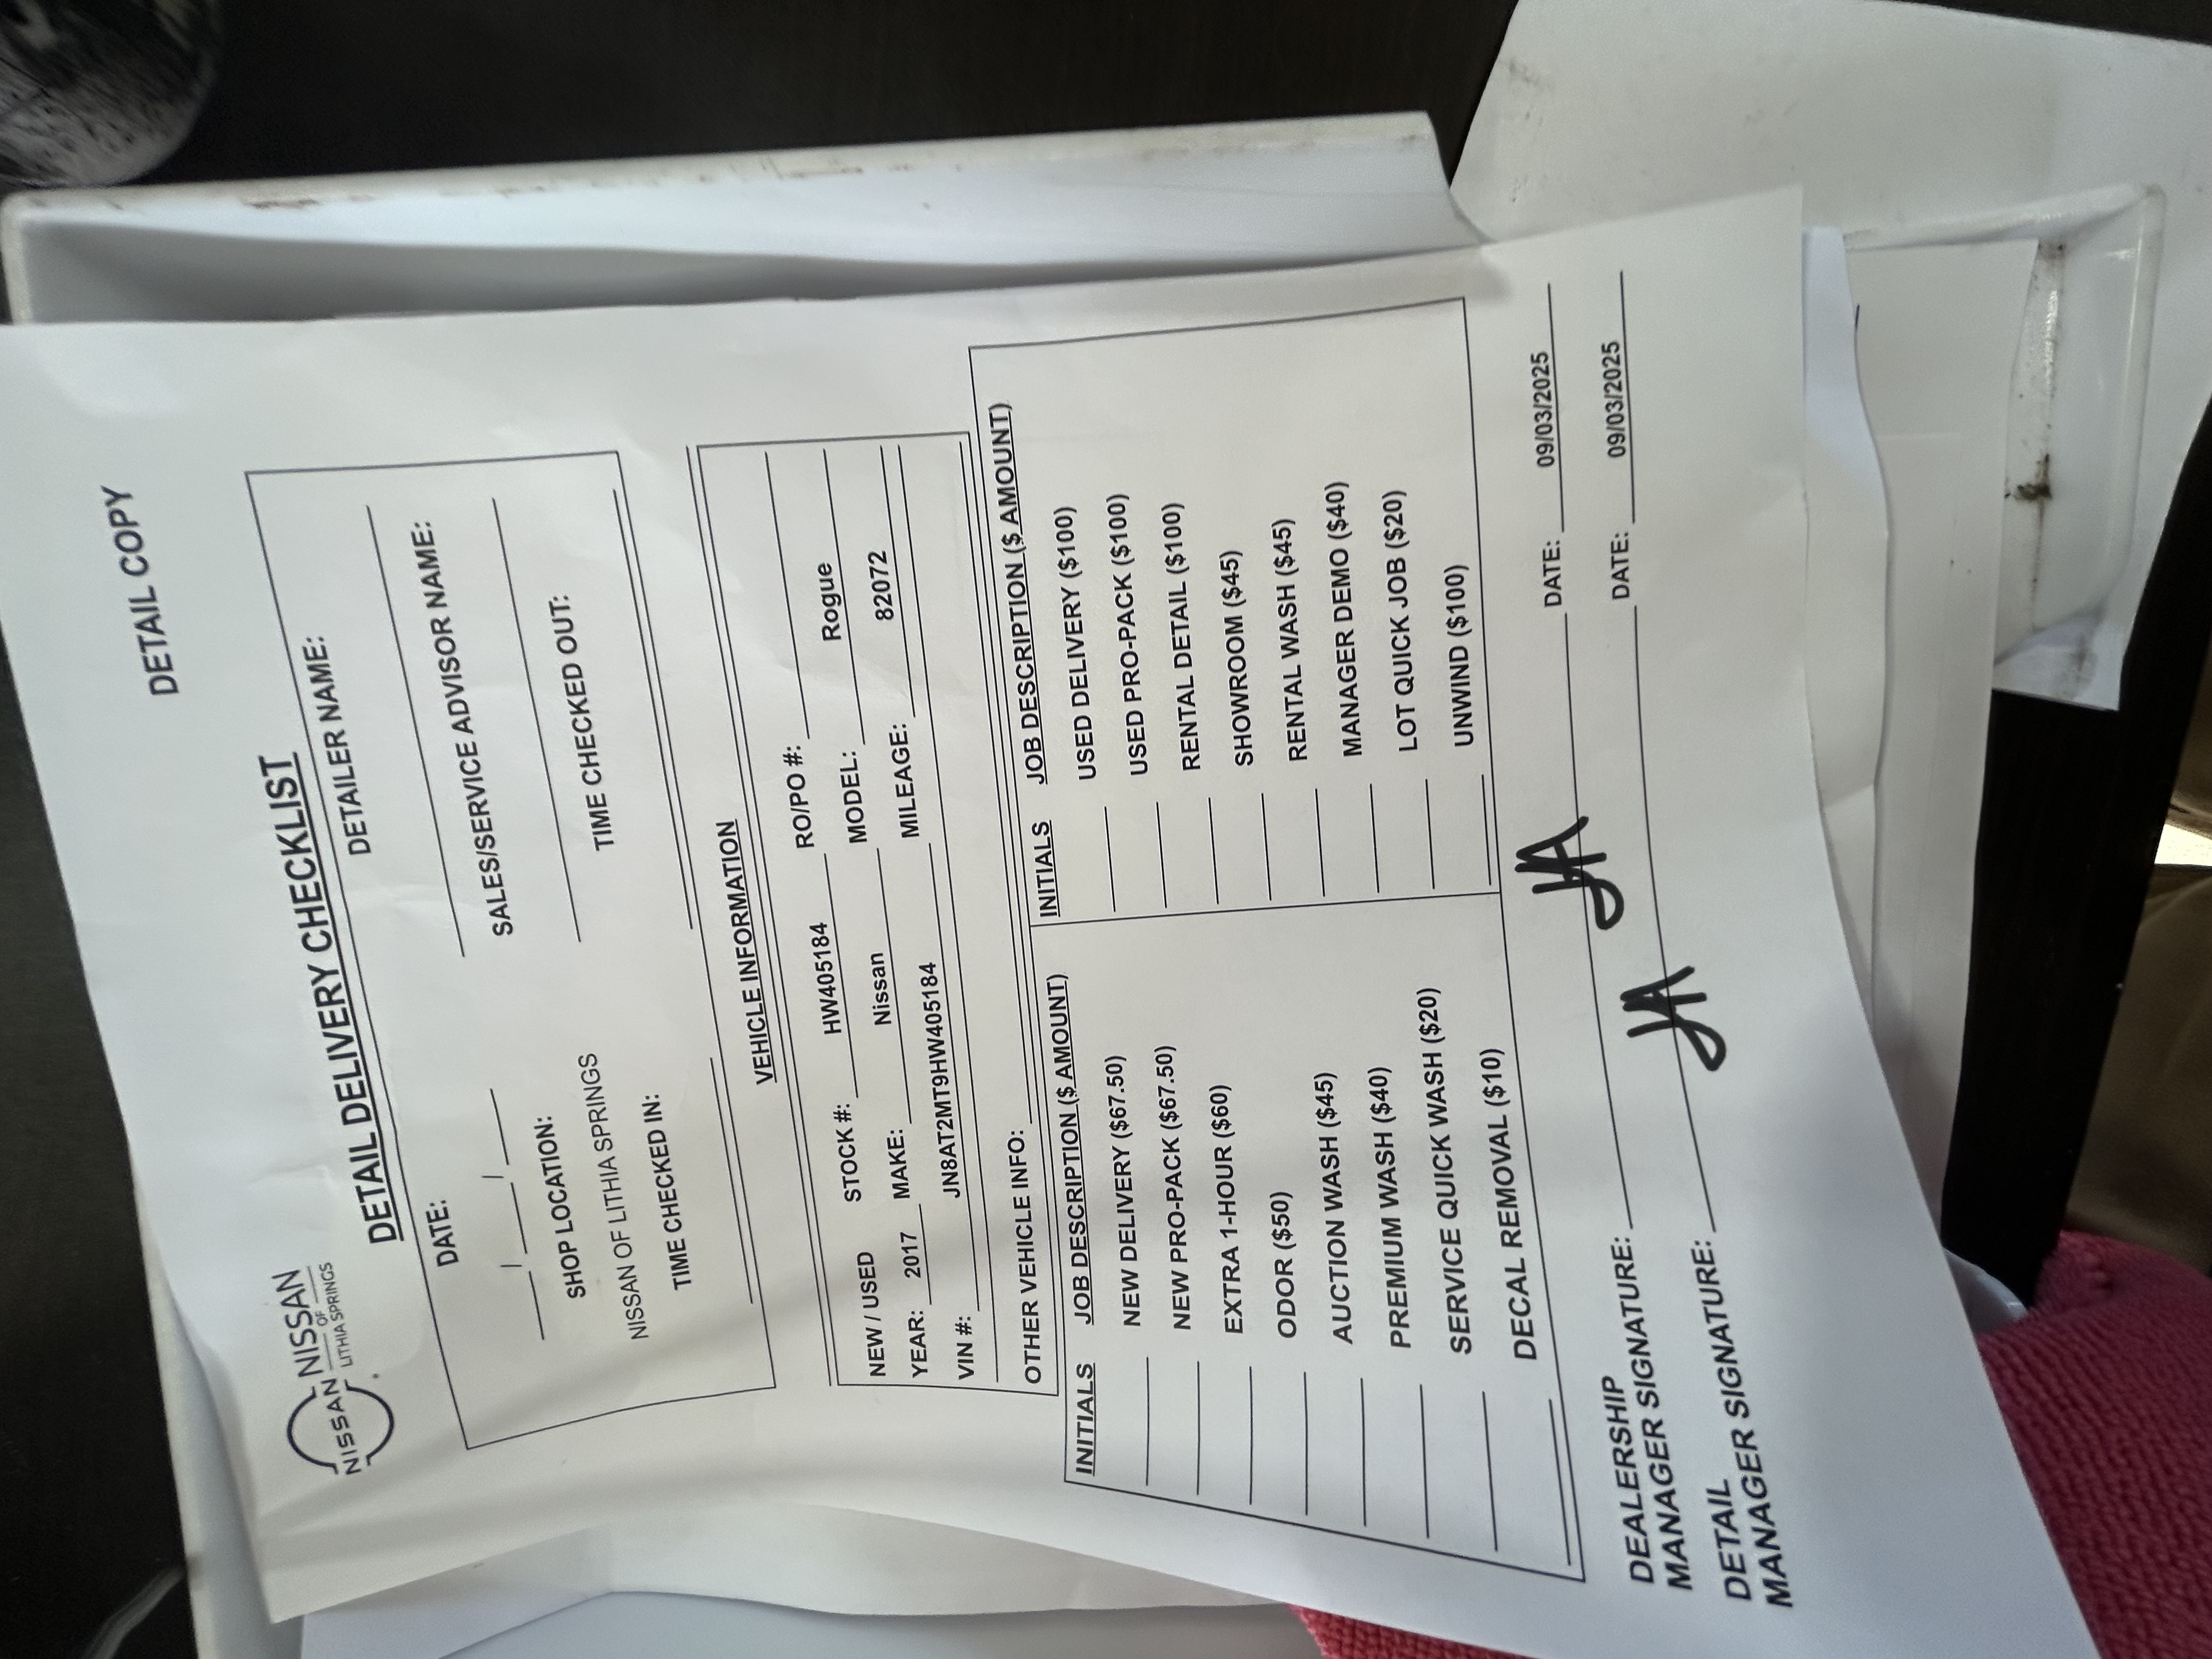 DETAIL COPY
NISSAN
NISSAN
OF
LITHIA SPRINGS
DETAIL DELIVERY CHECKLIST
DATE:
DETAILER NAME:
___/___/___
SHOP LOCATION:
SALES/SERVICE ADVISOR NAME:
NISSAN OF LITHIA SPRINGS
TIME CHECKED IN:
TIME CHECKED OUT:
VEHICLE INFORMATION
NEW / USED STOCK #: HW405184 RO/PO #:
YEAR: 2017 MAKE: Nissan MODEL: Rogue
VIN #: JN8AT2MT9HW405184 MILEAGE: 82072
OTHER VEHICLE INFO:
INITIALS JOB DESCRIPTION ($ AMOUNT) INITIALS JOB DESCRIPTION ($ AMOUNT)
NEW DELIVERY ($67.50) USED DELIVERY ($100)
NEW PRO-PACK ($67.50) USED PRO-PACK ($100)
EXTRA 1-HOUR ($60) RENTAL DETAIL ($100)
ODOR ($50) SHOWROOM ($45)
AUCTION WASH ($45) RENTAL WASH ($45)
PREMIUM WASH ($40) MANAGER DEMO ($40)
SERVICE QUICK WASH ($20) LOT QUICK JOB ($20)
DECAL REMOVAL ($10) UNWIND ($100)
DEALERSHIP
MANAGER SIGNATURE: JA DATE: 09/03/2025
DETAIL
MANAGER SIGNATURE: JA DATE: 09/03/2025